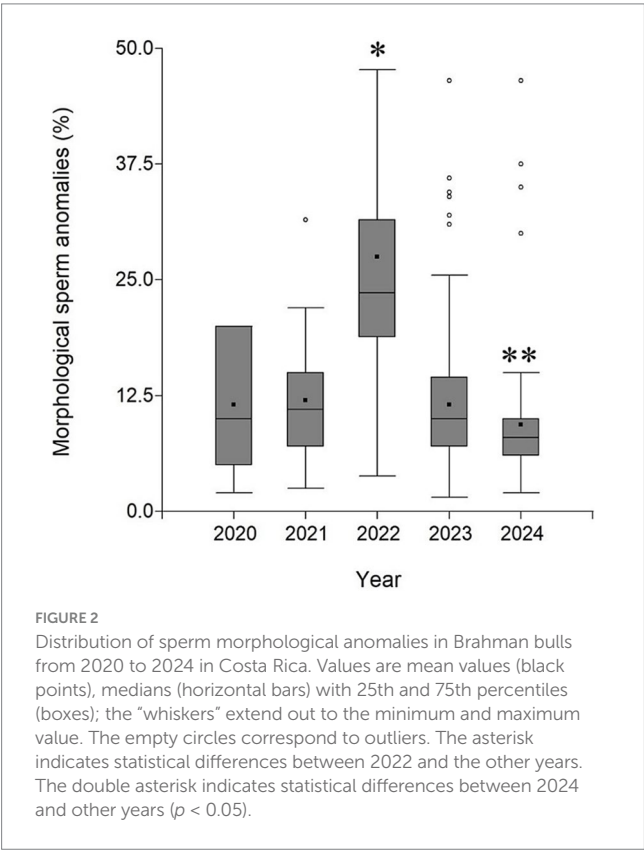 Morphological sperm anomalies (%)
50.0
37.5
25.0
12.5
0.0
*
**
2020 2021 2022 2023 2024
Year
FIGURE 2
Distribution of sperm morphological anomalies in Brahman bulls
from 2020 to 2024 in Costa Rica. Values are mean values (black
points), medians (horizontal bars) with 25th and 75th percentiles
(boxes); the “whiskers” extend out to the minimum and maximum
value. The empty circles correspond to outliers. The asterisk
indicates statistical differences between 2022 and the other years.
The double asterisk indicates statistical differences between 2024
and other years (p < 0.05).